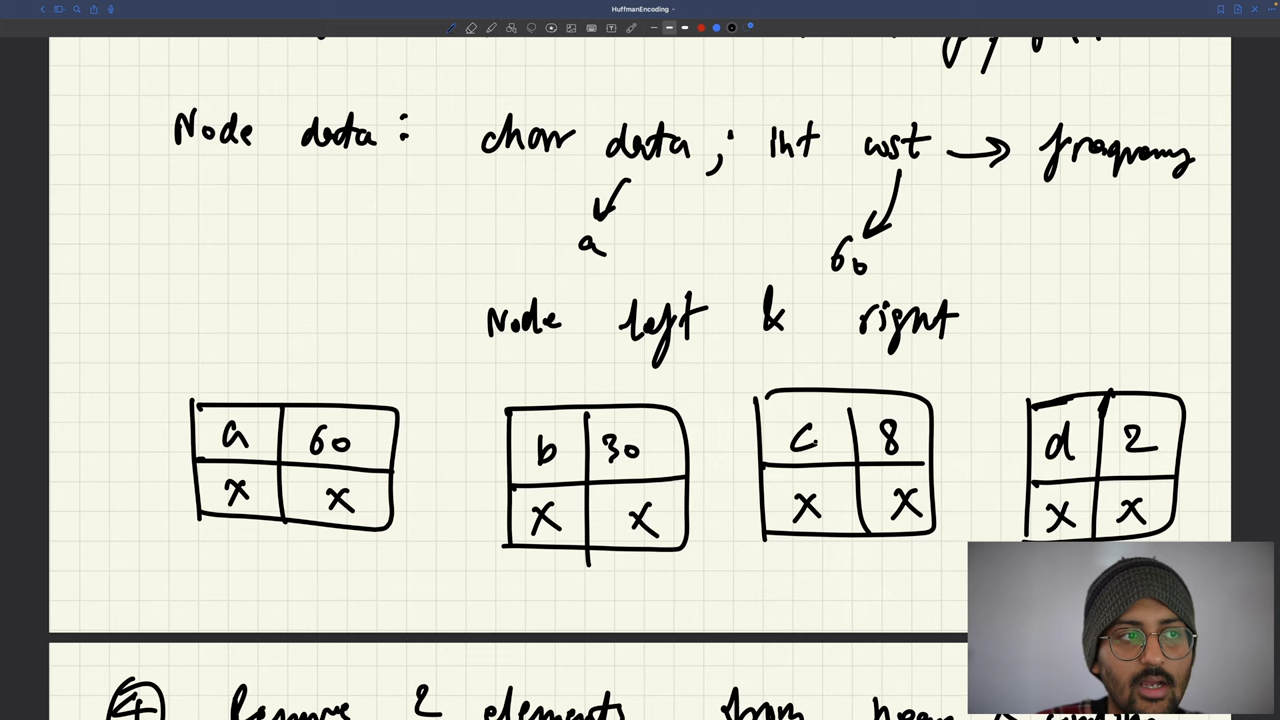 HuffmanEncoding
Node data : char data ; int cost → frequency
a 60
Node left & right
a 60 b 30 c 8 d 2
x x x x x x x x
4 Remove 2 elements from heap